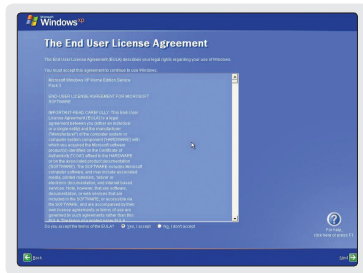 Microsoft
Windows xp
The End User License Agreement
The End User License Agreement (EULA) describes your legal rights regarding your use of Windows.
You must accept this agreement to continue to use Windows.
Microsoft Windows XP Home Edition Service
Pack 2
END-USER LICENSE AGREEMENT FOR MICROSOFT
SOFTWARE
IMPORTANT-READ CAREFULLY: This End-User
License Agreement (EULA) is a legal
agreement between you (either an individual
or a single entity) and the manufacturer
("Manufacturer") of the computer system or
computer system component ("HARDWARE") with
which you acquired the Microsoft software
product(s) identified on the Certificate of
Authenticity ("COA") affixed to the HARDWARE
or on the associated product documentation
("SOFTWARE"). The SOFTWARE includes Microsoft
computer software, and may include associated
media, printed materials, "online" or
electronic documentation, and Internet based
services. Note, however, that any software,
documentation, or web services that are
included in the SOFTWARE, or accessible via
the SOFTWARE, and are accompanied by their
own license agreements or terms of use are
governed by such agreements rather than this
Do you accept the terms of the EULA?
Yes, I accept
No, I don't accept
For help,
click here or press F1
Back
Next